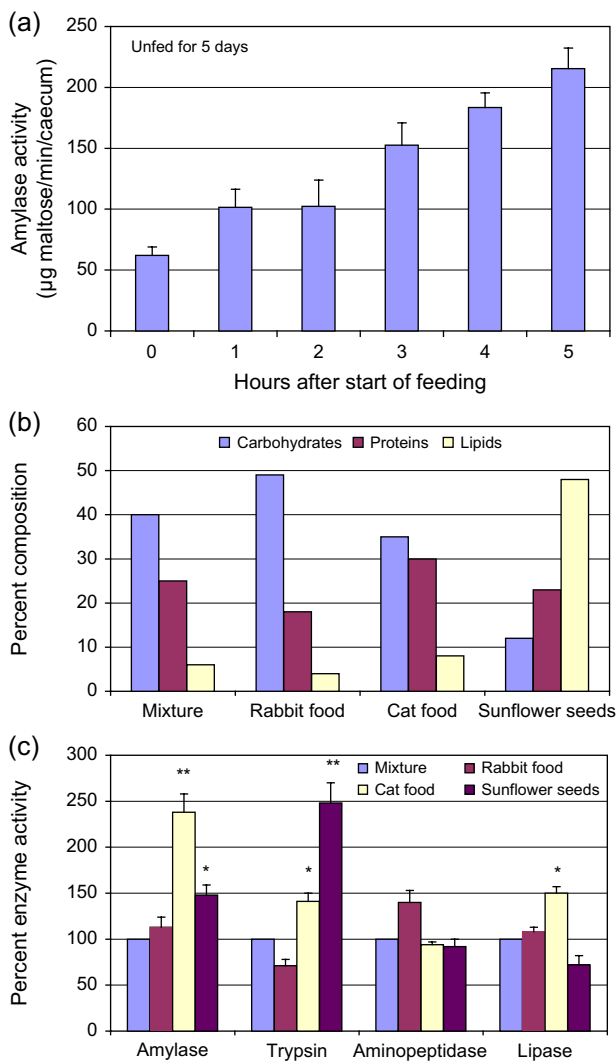 (a)
Unfed for 5 days
Amylase activity
(µg maltose/min/caecum)
250
200
150
100
50
0
0 1 2 3 4 5
Hours after start of feeding
(b)
Carbohydrates Proteins Lipids
Percent composition
60
50
40
30
20
10
0
Mixture Rabbit food Cat food Sunflower seeds
(c)
Mixture Rabbit food
Cat food Sunflower seeds
Percent enzyme activity
300
250
200
150
100
50
0
** * * ** *
Amylase Trypsin Aminopeptidase Lipase